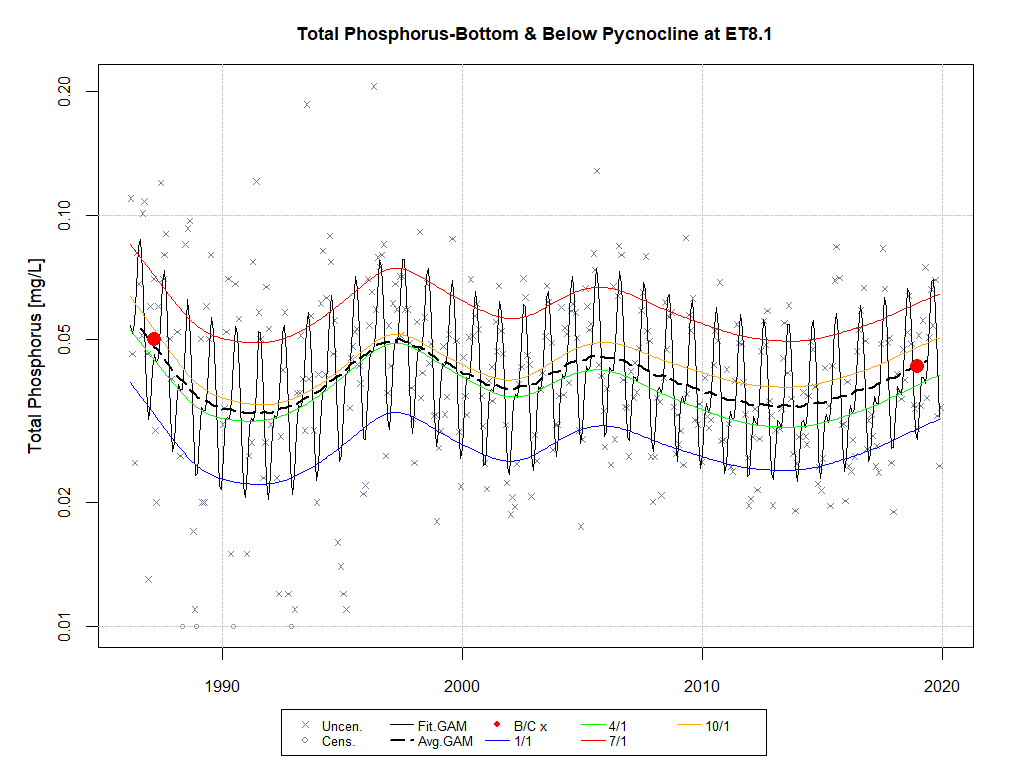 Total Phosphorus-Bottom & Below Pycnocline at ET8.1
Total Phosphorus [mg/L]
0.20
0.10
0.05
0.02
0.01
1990 2000 2010 2020
Uncen. Fit.GAM B/C x 4/1 10/1
Cens. Avg.GAM 1/1 7/1